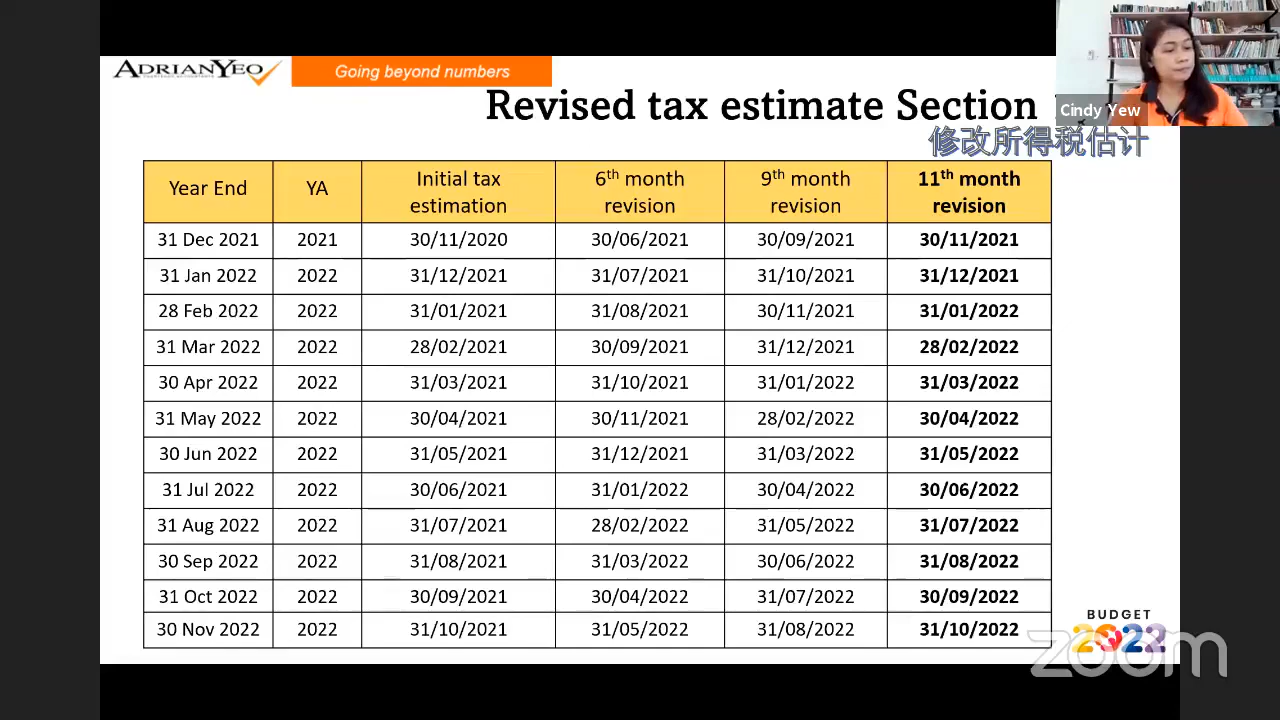 ADRIANYEO
Going beyond numbers
Cindy Yew
Revised tax estimate Section
修改所得税估计
Year End YA Initial tax estimation 6th month revision 9th month revision 11th month revision
31 Dec 2021 2021 30/11/2020 30/06/2021 30/09/2021 30/11/2021
31 Jan 2022 2022 31/12/2021 31/07/2021 31/10/2021 31/12/2021
28 Feb 2022 2022 31/01/2021 31/08/2021 30/11/2021 31/01/2022
31 Mar 2022 2022 28/02/2021 30/09/2021 31/12/2021 28/02/2022
30 Apr 2022 2022 31/03/2021 31/10/2021 31/01/2022 31/03/2022
31 May 2022 2022 30/04/2021 30/11/2021 28/02/2022 30/04/2022
30 Jun 2022 2022 31/05/2021 31/12/2021 31/03/2022 31/05/2022
31 Jul 2022 2022 30/06/2021 31/01/2022 30/04/2022 30/06/2022
31 Aug 2022 2022 31/07/2021 28/02/2022 31/05/2022 31/07/2022
30 Sep 2022 2022 31/08/2021 31/03/2022 30/06/2022 31/08/2022
31 Oct 2022 2022 30/09/2021 30/04/2022 31/07/2022 30/09/2022
30 Nov 2022 2022 31/10/2021 31/05/2022 31/08/2022 31/10/2022
BUDGET
2022
zoom